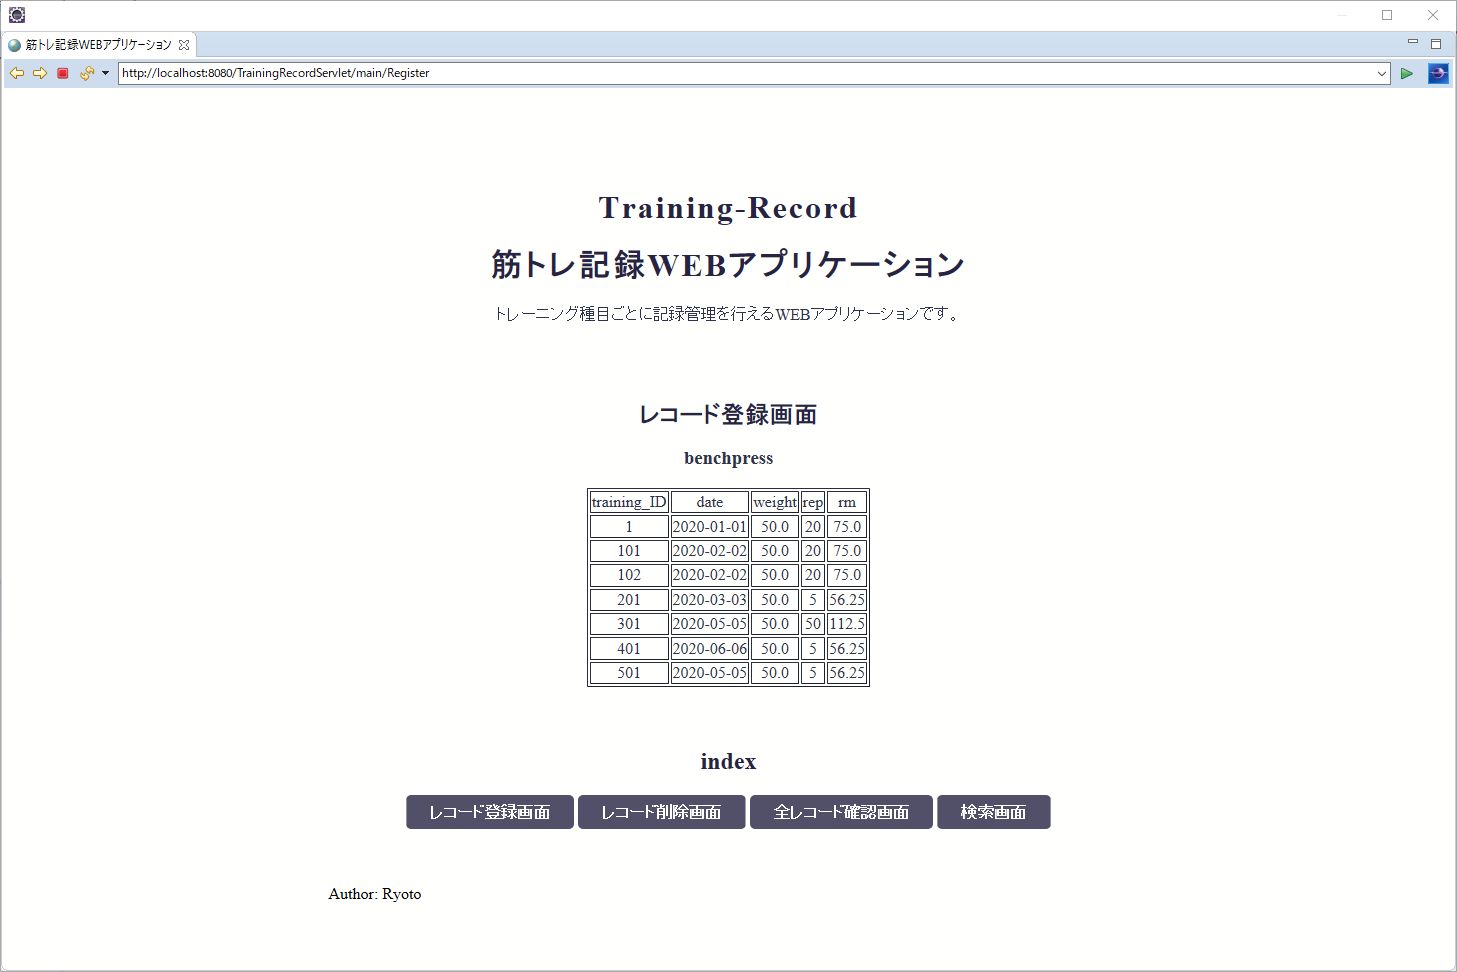 筋トレ記録WEBアプリケーション
http://localhost:8080/TrainingRecordServlet/main/Register
Training-Record
筋トレ記録WEBアプリケーション
トレーニング種目ごとに記録管理を行えるWEBアプリケーションです。
レコード登録画面
benchpress
training_ID date weight rep rm
1 2020-01-01 50.0 20 75.0
101 2020-02-02 50.0 20 75.0
102 2020-02-02 50.0 20 75.0
201 2020-03-03 50.0 5 56.25
301 2020-05-05 50.0 50 112.5
401 2020-06-06 50.0 5 56.25
501 2020-05-05 50.0 5 56.25
index
レコード登録画面 レコード削除画面 全レコード確認画面 検索画面
Author: Ryoto